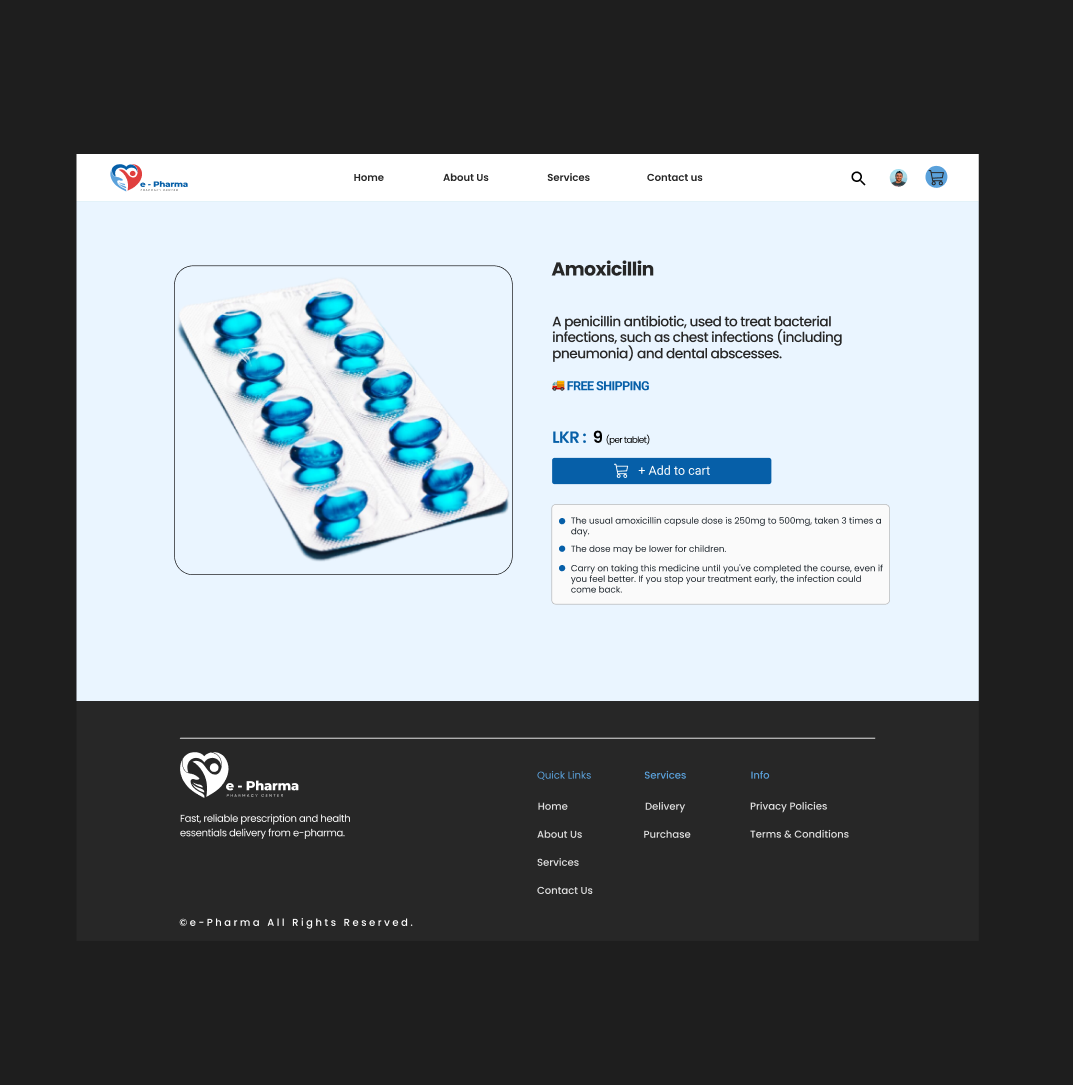 e - Pharma
PHARMACY CENTER
Home
About Us
Services
Contact us
Amoxicillin
A penicillin antibiotic, used to treat bacterial
infections, such as chest infections (including
pneumonia) and dental abscesses.
FREE SHIPPING
LKR : 9 (per tablet)
+ Add to cart
The usual amoxicillin capsule dose is 250mg to 500mg, taken 3 times a
day.
The dose may be lower for children.
Carry on taking this medicine until you've completed the course, even if
you feel better. If you stop your treatment early, the infection could
come back.
e - Pharma
PHARMACY CENTER
Fast, reliable prescription and health
essentials delivery from e-pharma.
Quick Links
Home
About Us
Services
Contact Us
Services
Delivery
Purchase
Info
Privacy Policies
Terms & Conditions
©e-Pharma All Rights Reserved.